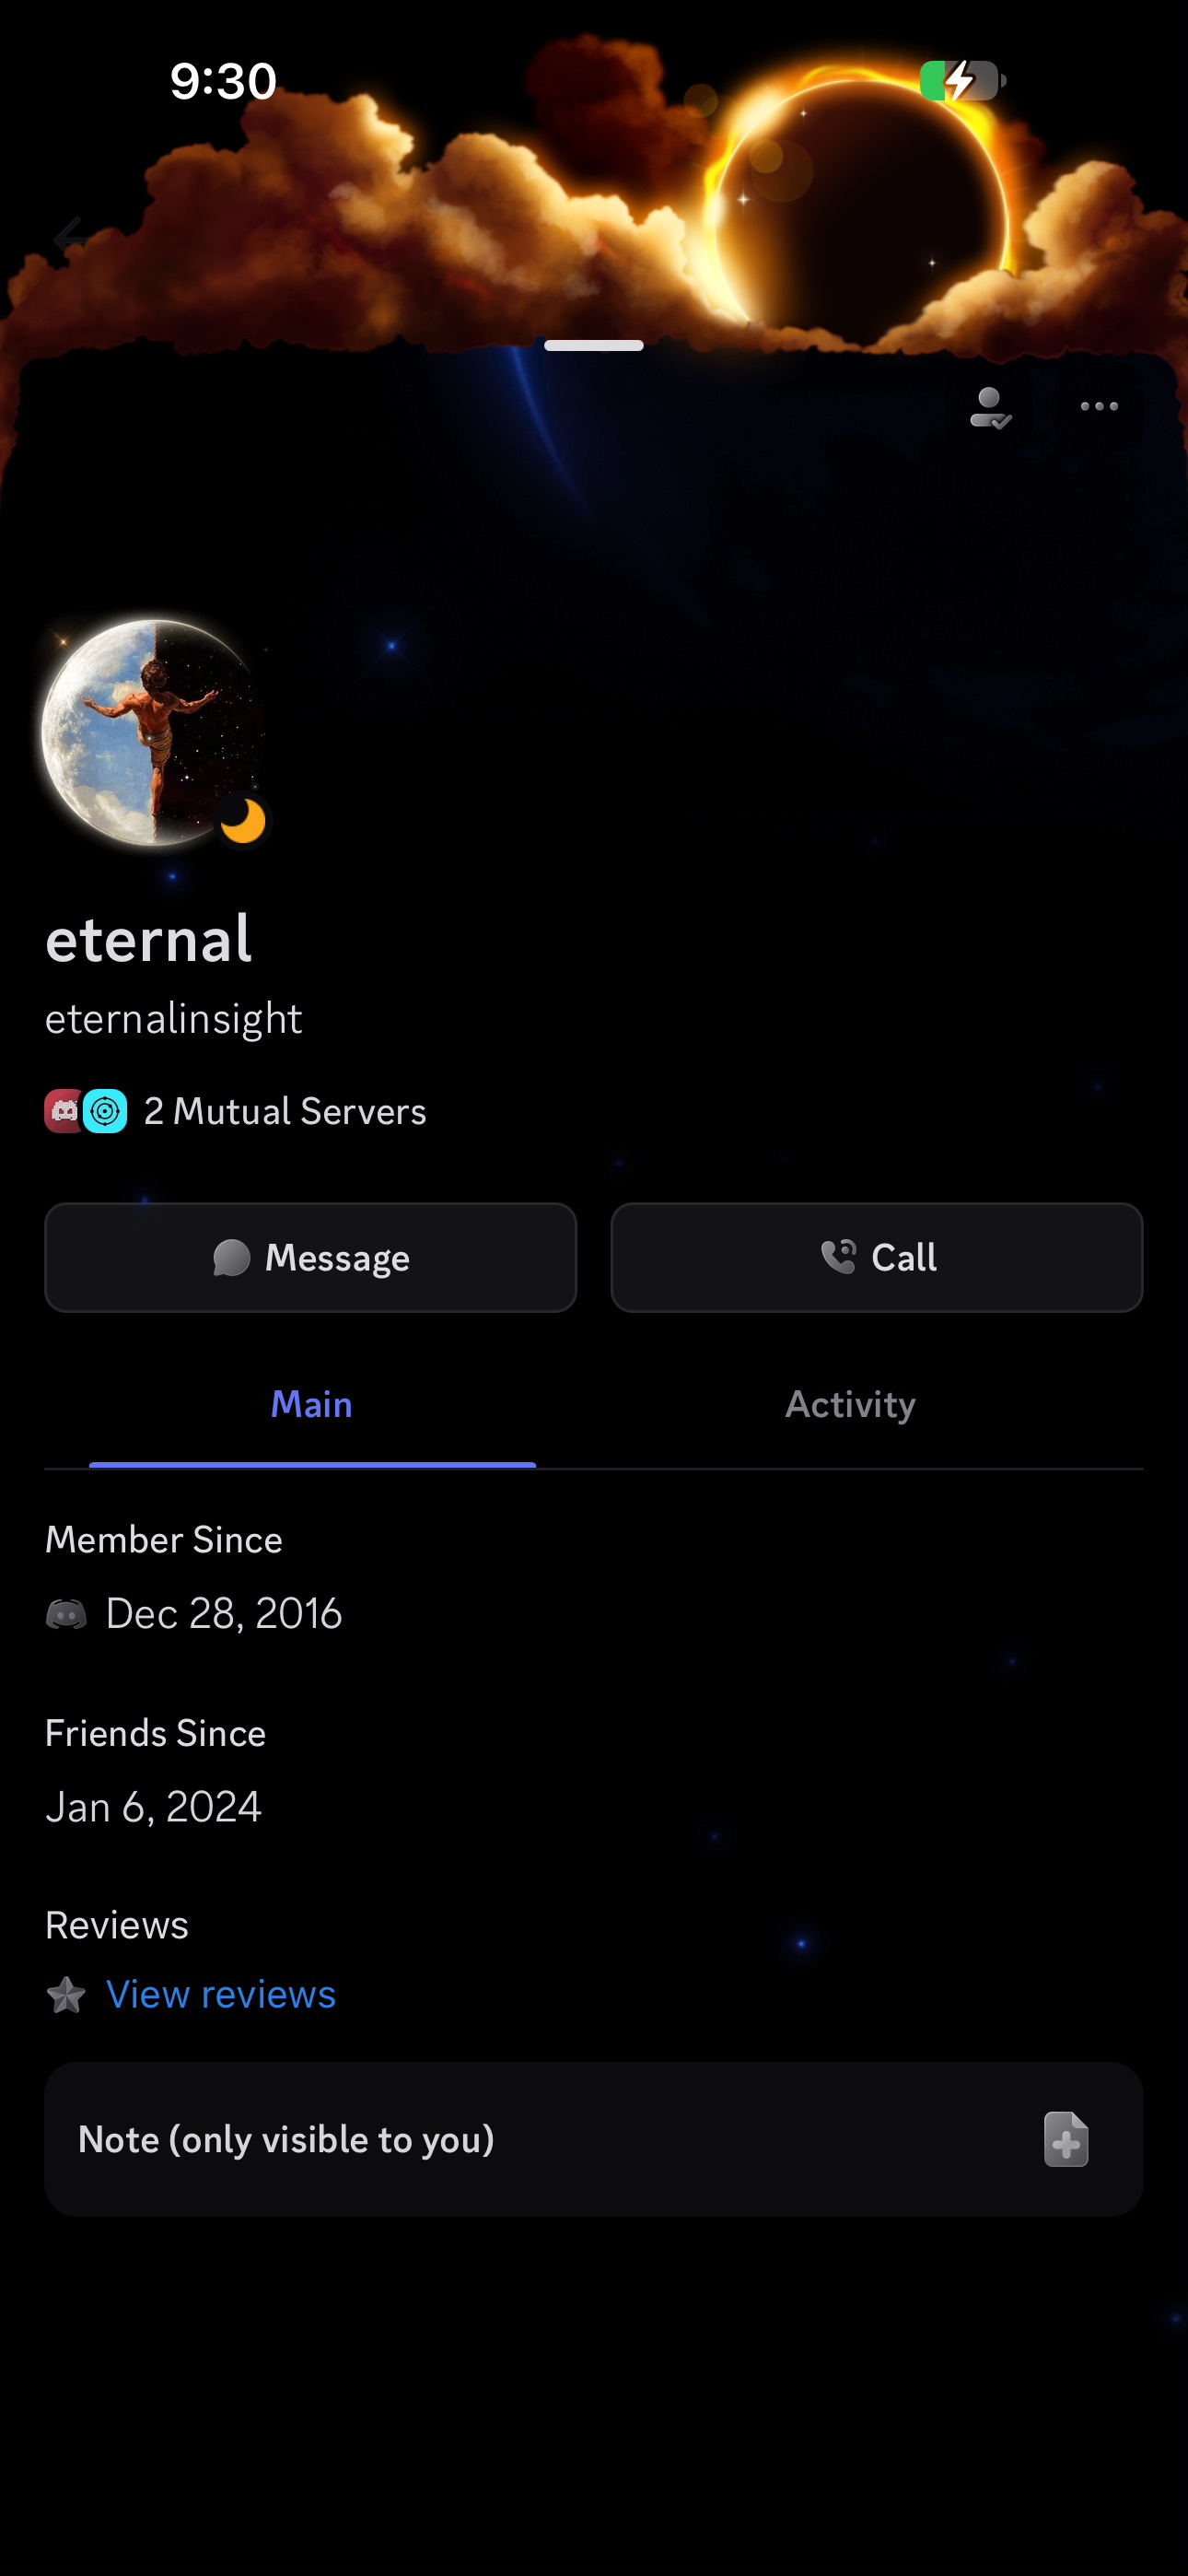 9:30
eternal
eternalinsight
2 Mutual Servers
Message
Call
Main
Activity
Member Since
Dec 28, 2016
Friends Since
Jan 6, 2024
Reviews
View reviews
Note (only visible to you)